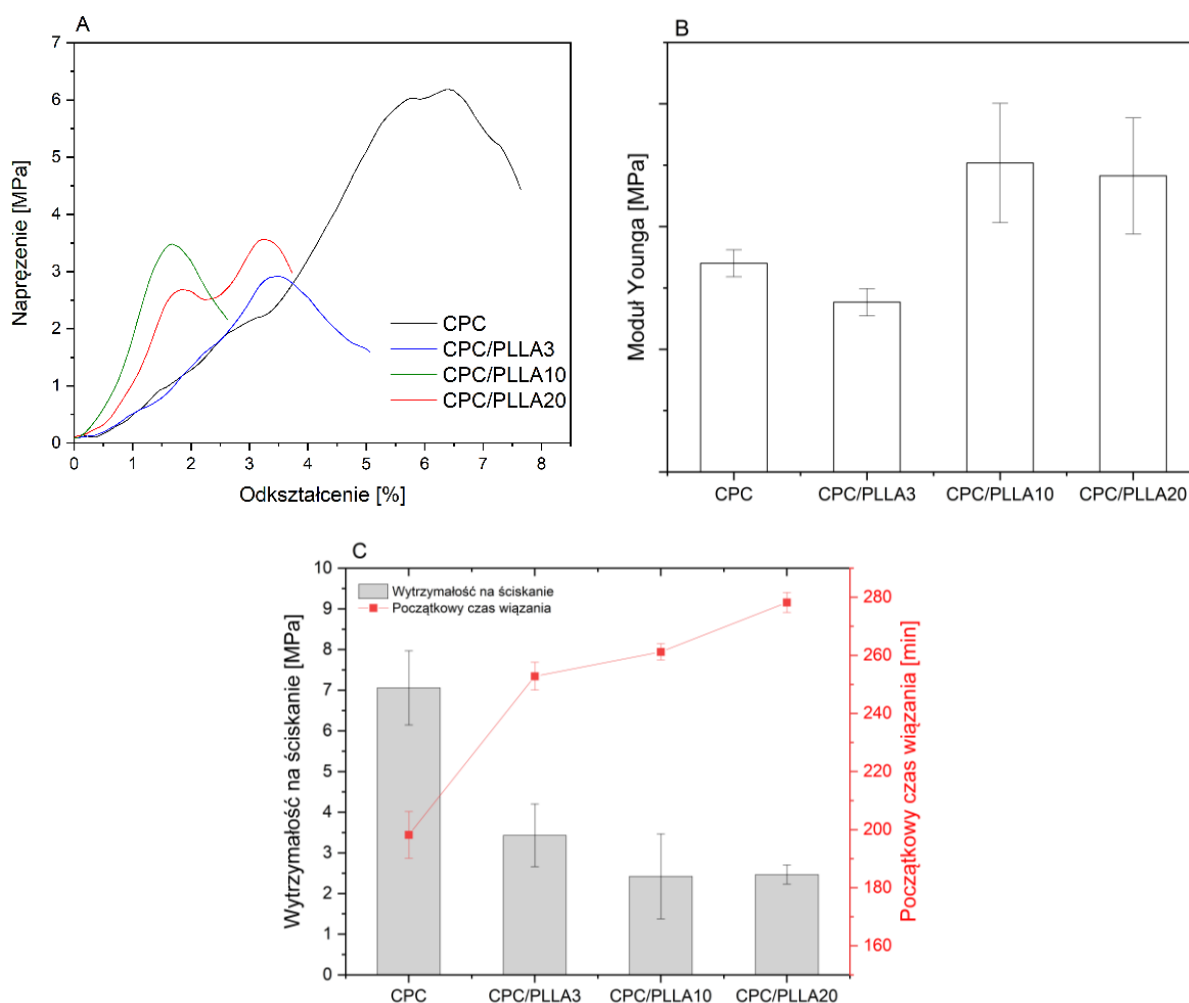 A
7
6
5
4
3
2
1
0
Naprężenie [MPa]
0 1 2 3 4 5 6 7 8
Odkształcenie [%]
CPC
CPC/PLLA3
CPC/PLLA10
CPC/PLLA20
B
Moduł Younga [MPa]
CPC CPC/PLLA3 CPC/PLLA10 CPC/PLLA20
C
10
9
8
7
6
5
4
3
2
1
0
Wytrzymałość na ściskanie [MPa]
Wytrzymałość na ściskanie
Początkowy czas wiązania
280
260
240
220
200
180
160
Początkowy czas wiązania [min]
CPC CPC/PLLA3 CPC/PLLA10 CPC/PLLA20